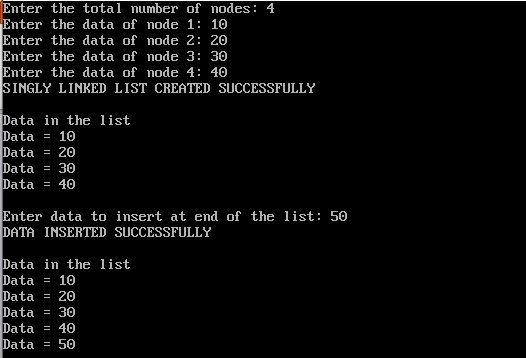 Enter the total number of nodes: 4
Enter the data of node 1: 10
Enter the data of node 2: 20
Enter the data of node 3: 30
Enter the data of node 4: 40
SINGLY LINKED LIST CREATED SUCCESSFULLY
Data in the list
Data = 10
Data = 20
Data = 30
Data = 40
Enter data to insert at end of the list: 50
DATA INSERTED SUCCESSFULLY
Data in the list
Data = 10
Data = 20
Data = 30
Data = 40
Data = 50